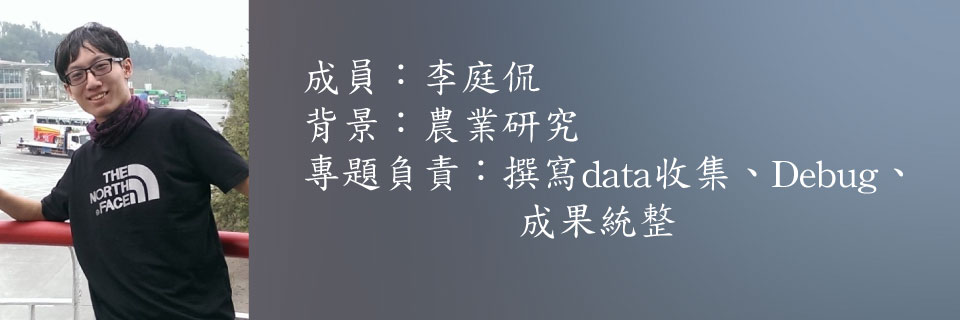 成員：李庭侃
背景：農業研究
專題負責：撰寫data收集、Debug、
成果統整
THE
NORTH
FACE